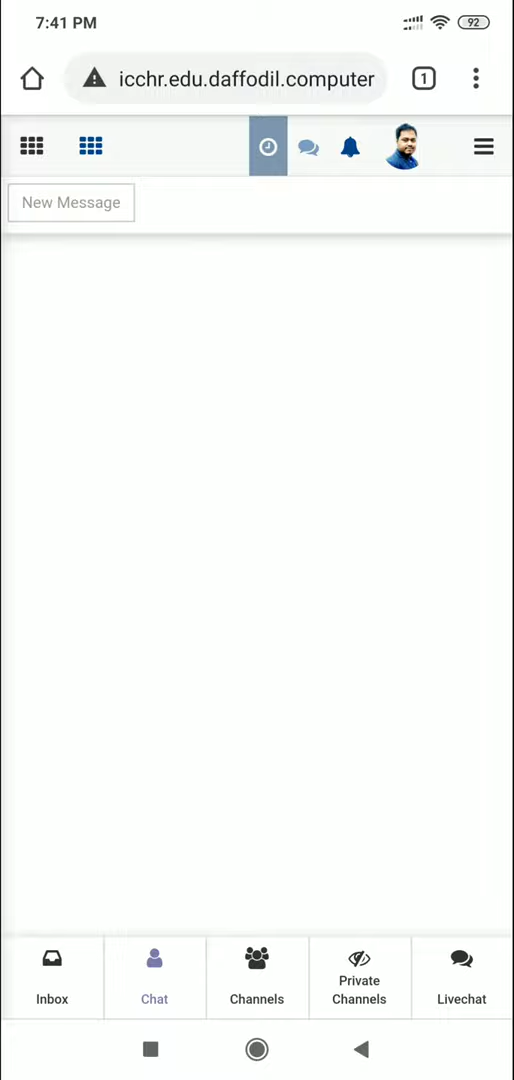 7:41 PM
92
icchr.edu.daffodil.computer
1
New Message
Inbox
Chat
Channels
Private
Channels
Livechat